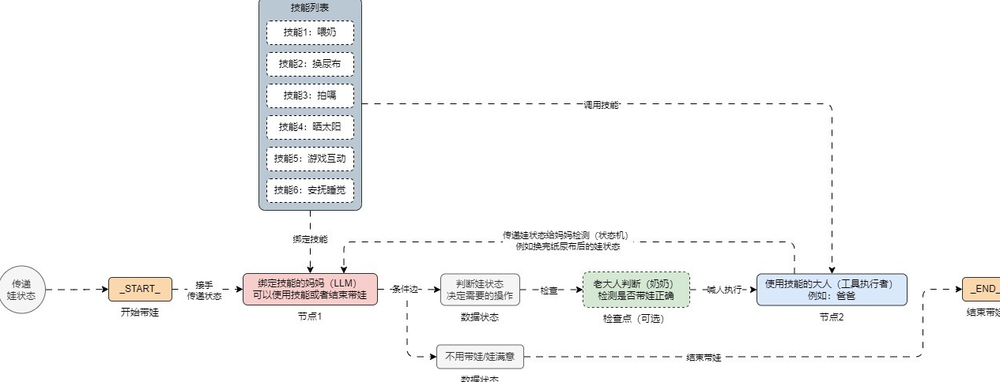 技能列表
技能1：喂奶
技能2：换尿布
技能3：拍嗝
技能4：晒太阳
技能5：游戏互动
技能6：安抚睡觉
调用技能
绑定技能
传递娃状态给妈妈检测（状态机）
例如换完纸尿布后的娃状态
传递
娃状态
_START_
开始带娃
接手
传递状态
绑定技能的妈妈（LLM）
可以使用技能或者结束带娃
节点1
条件边
判断娃状态
决定需要的操作
数据状态
检查
老大人判断（奶奶）
检测是否带娃正确
检查点（可选）
喊人执行
使用技能的大人（工具执行者）
例如：爸爸
节点2
_END_
结束带娃
不用带娃/娃满意
数据状态
结束带娃